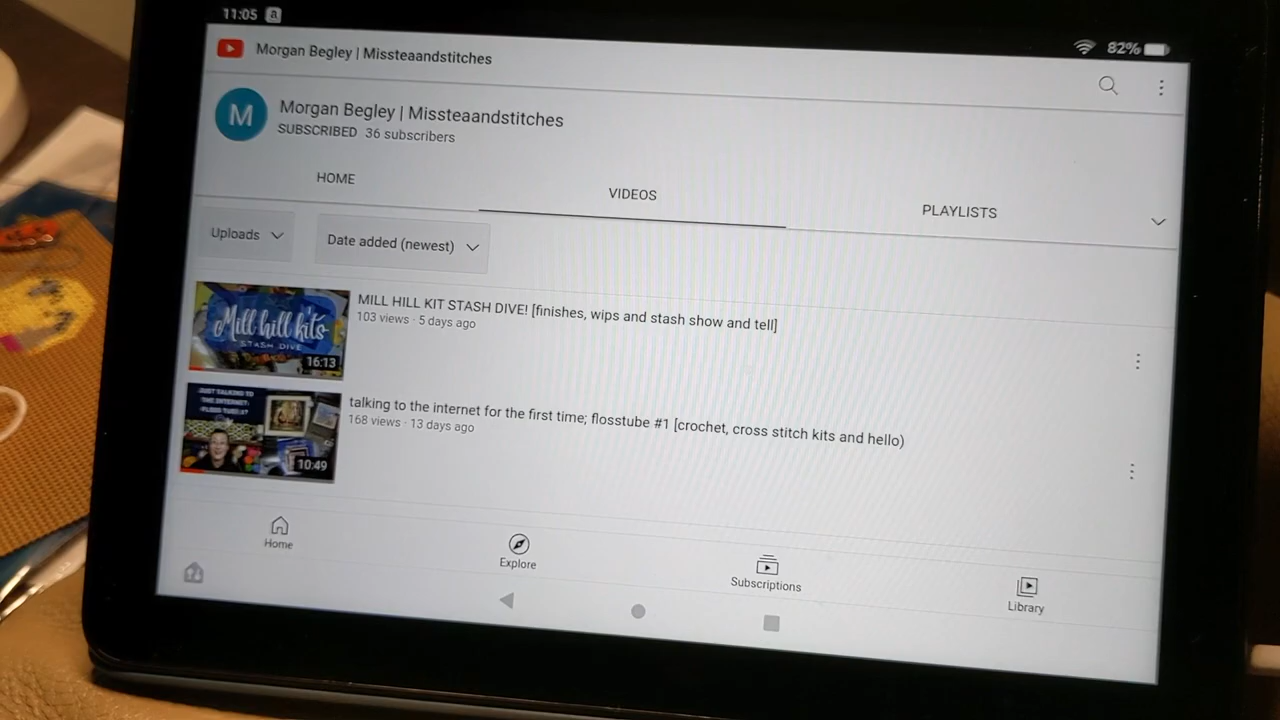 11:05 a
82%
Morgan Begley | Missteaandstitches
M
Morgan Begley | Missteaandstitches
SUBSCRIBED 36 subscribers
HOME
VIDEOS
PLAYLISTS
Uploads
Date added (newest)
Mill hill kits
STASH DIVE
16:13
MILL HILL KIT STASH DIVE! [finishes, wips and stash show and tell]
103 views · 5 days ago
JUST TALKING TO
THE INTERNET:
10:49
talking to the internet for the first time; flosstube #1 [crochet, cross stitch kits and hello)
168 views · 13 days ago
Home
Explore
Subscriptions
Library